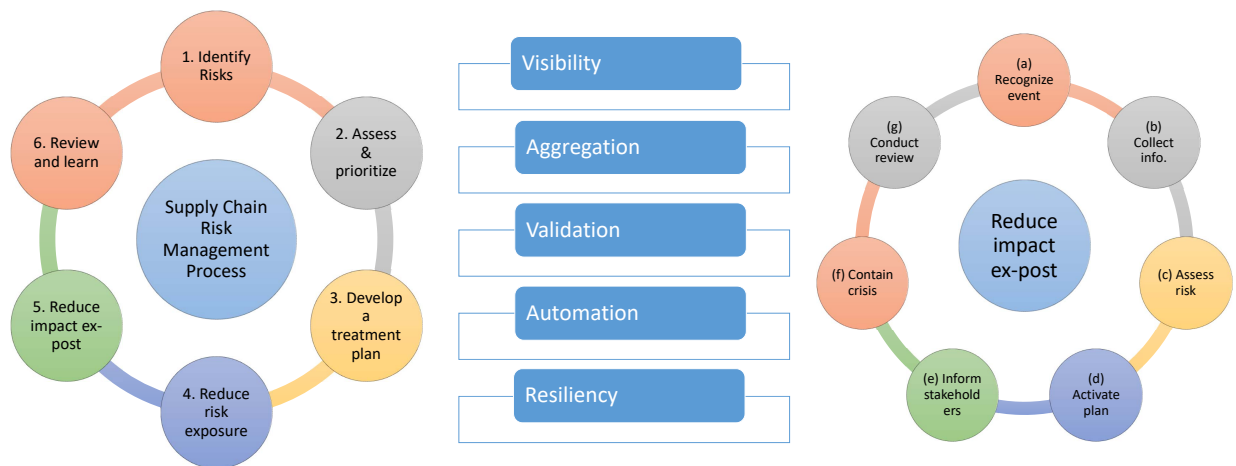 1. Identify
Risks
2. Assess
&
prioritize
3. Develop
a
treatment
plan
4. Reduce
risk
exposure
5. Reduce
impact ex-
post
6. Review
and learn
Supply Chain
Risk
Management
Process
Visibility
Aggregation
Validation
Automation
Resiliency
(a)
Recognize
event
(b)
Collect
info.
(c) Assess
risk
(d)
Activate
plan
(e) Inform
stakehold
ers
(f) Contain
crisis
(g)
Conduct
review
Reduce
impact
ex-post